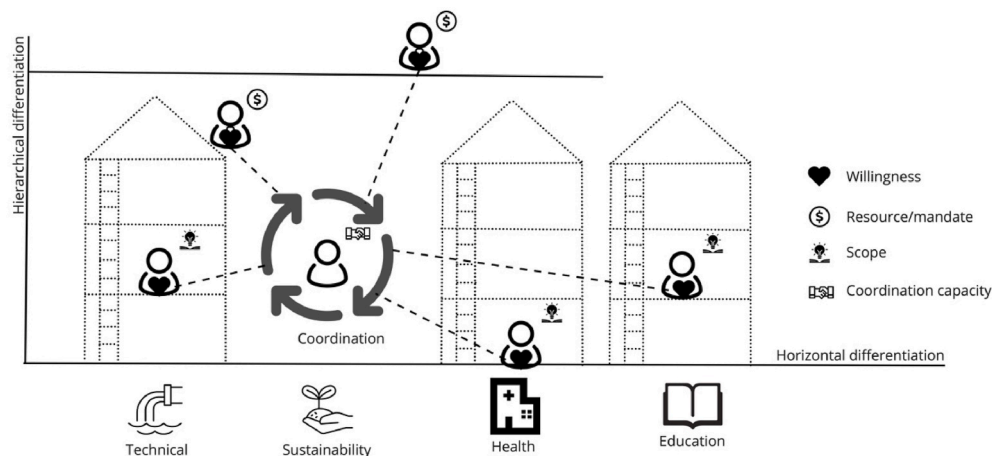 Hierarchical differentiation
$
$
Willingness
$ Resource/mandate
Scope
Coordination capacity
Coordination
Horizontal differentiation
Technical
Sustainability
Health
Education